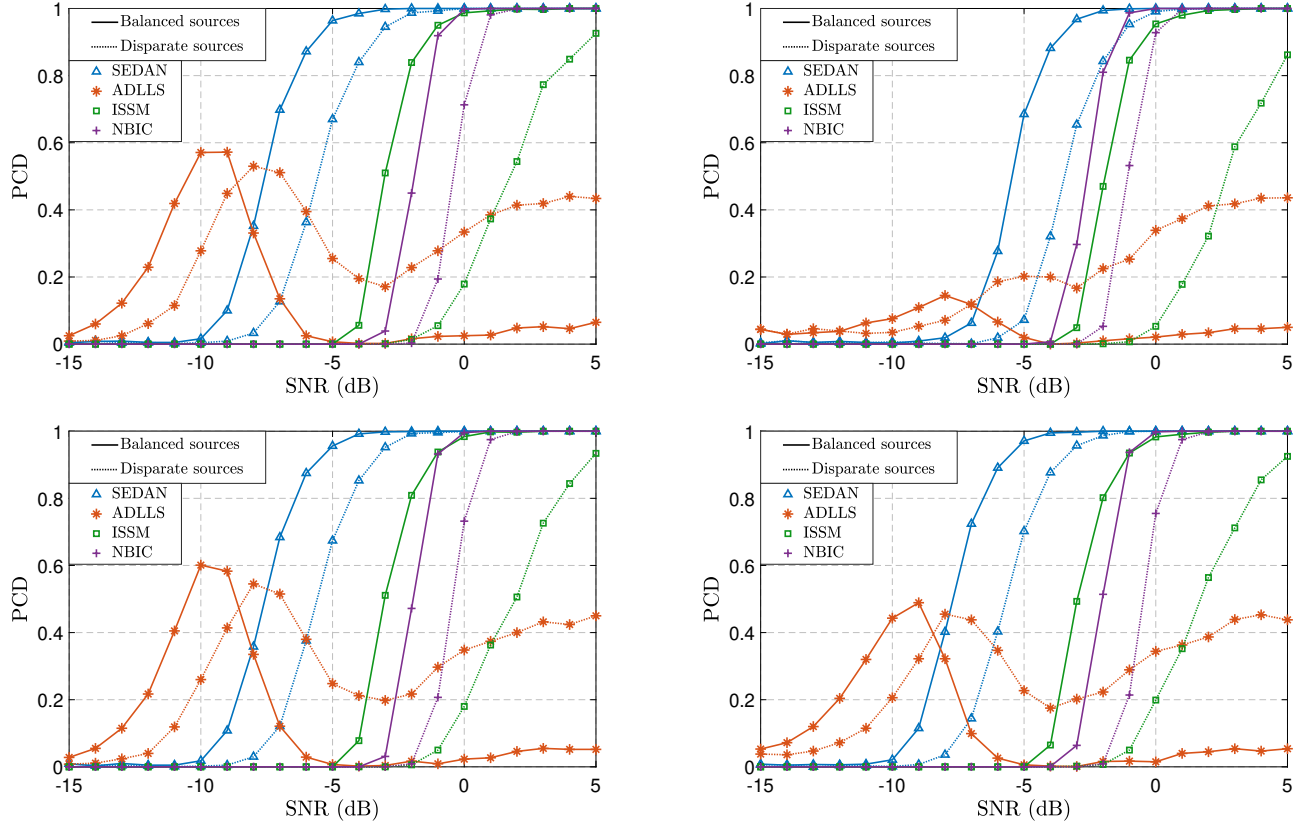 PCD
1
0.8
0.6
0.4
0.2
0
-15
-10
-5
0
5
SNR (dB)
Balanced sources
Disparate sources
SEDAN
ADLLS
ISSM
NBIC
PCD
1
0.8
0.6
0.4
0.2
0
-15
-10
-5
0
5
SNR (dB)
Balanced sources
Disparate sources
SEDAN
ADLLS
ISSM
NBIC
PCD
1
0.8
0.6
0.4
0.2
0
-15
-10
-5
0
5
SNR (dB)
Balanced sources
Disparate sources
SEDAN
ADLLS
ISSM
NBIC
PCD
1
0.8
0.6
0.4
0.2
0
-15
-10
-5
0
5
SNR (dB)
Balanced sources
Disparate sources
SEDAN
ADLLS
ISSM
NBIC